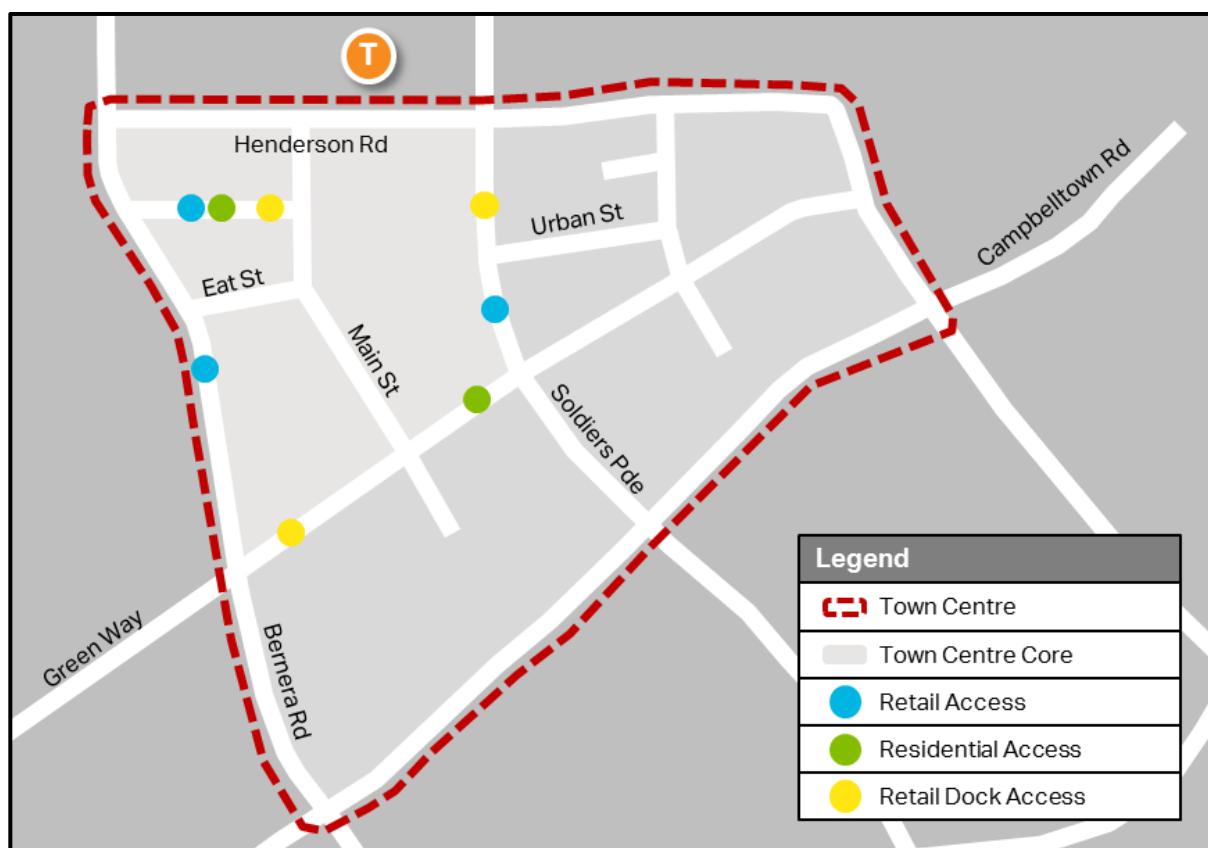 T
Henderson Rd
Campbelltown Rd
Urban St
Eat St
Main St
Soldiers Pde
Green Way
Bernera Rd
Legend
Town Centre
Town Centre Core
Retail Access
Residential Access
Retail Dock Access